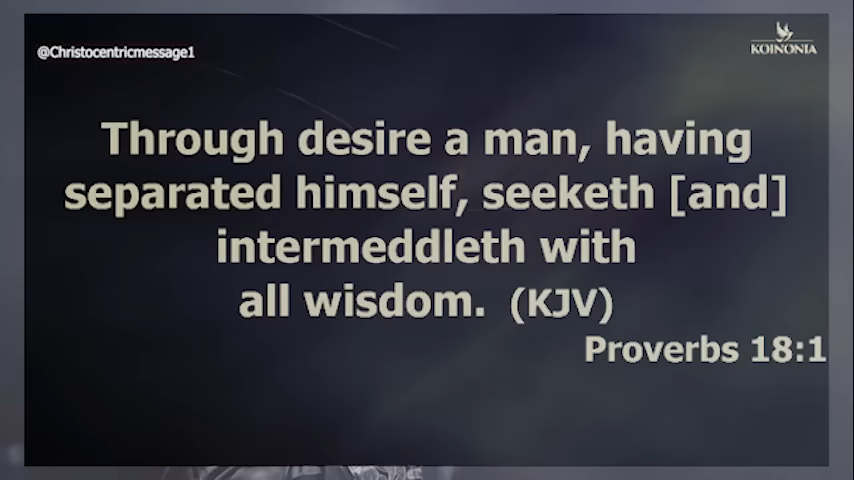 @Christocentricmessage1
KOINONIA
Through desire a man, having
separated himself, seeketh [and]
intermeddleth with
all wisdom. (KJV)
Proverbs 18:1